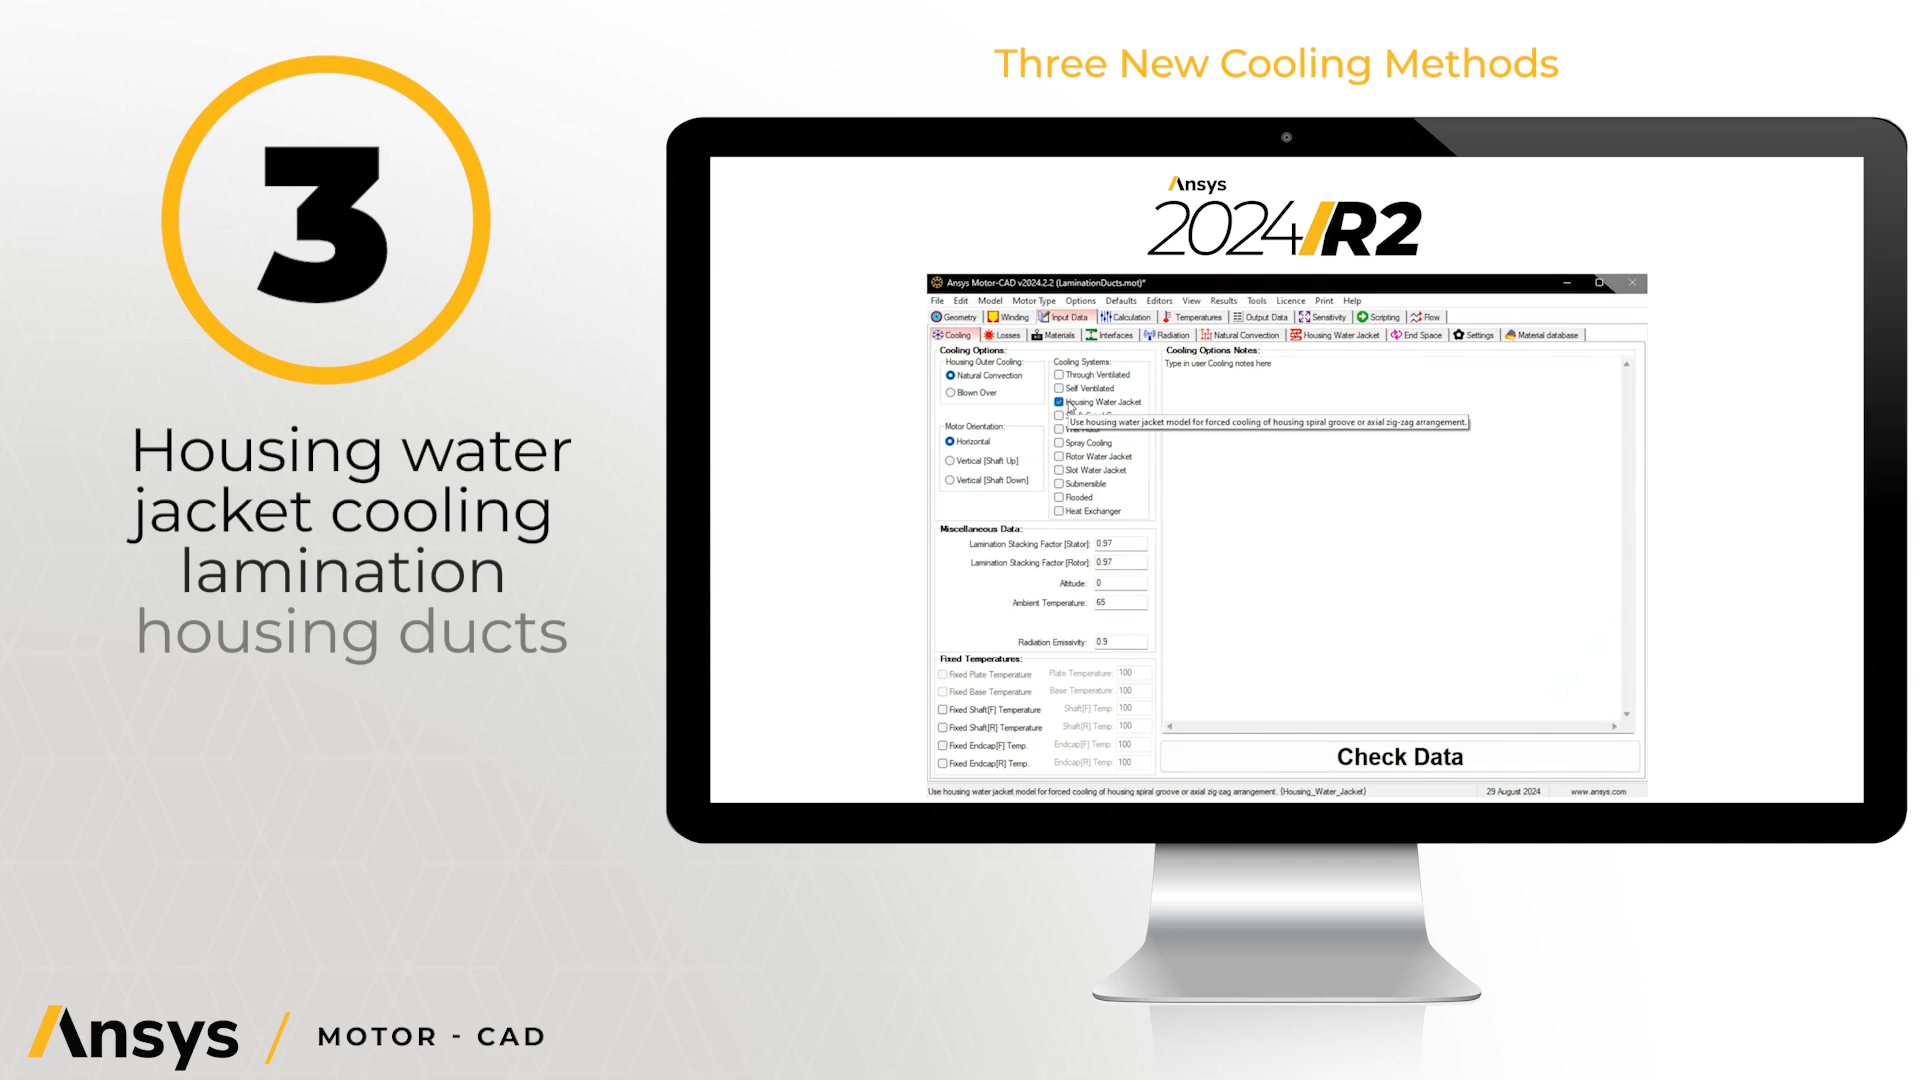 Three New Cooling Methods
3
Housing water
jacket cooling
lamination
housing ducts
Ansys
2024 R2
Ansys Motor-CAD v2024.2.2 (LaminationDucts.mot)*
File Edit Model Motor Type Options Defaults Editors View Results Tools Licence Print Help
Geometry Winding Input Data Calculation Temperatures Output Data Sensitivity Scripting Flow
Cooling Losses Materials Interfaces Radiation Natural Convection Housing Water Jacket End Space Settings Material database
Cooling Options:
Housing Outer Cooling:
Natural Convection
Blown Over
Motor Orientation:
Horizontal
Vertical [Shaft Up]
Vertical [Shaft Down]
Cooling Systems:
Through Ventilated
Self Ventilated
Housing Water Jacket
Use housing water jacket model for forced cooling of housing spiral groove or axial zig-zag arrangement.
Spray Cooling
Rotor Water Jacket
Slot Water Jacket
Submersible
Flooded
Heat Exchanger
Miscellaneous Data:
Lamination Stacking Factor [Stator]: 0.97
Lamination Stacking Factor [Rotor]: 0.97
Altitude: 0
Ambient Temperature: 65
Radiation Emissivity: 0.9
Fixed Temperatures:
Fixed Plate Temperature Plate Temperature: 100
Fixed Base Temperature Base Temperature: 100
Fixed Shaft[F] Temperature Shaft[F] Temp: 100
Fixed Shaft[R] Temperature Shaft[R] Temp: 100
Fixed Endcap[F] Temp. Endcap[F] Temp: 100
Fixed Endcap[R] Temp. Endcap[R] Temp: 100
Cooling Options Notes:
Type in user Cooling notes here
Check Data
Use housing water jacket model for forced cooling of housing spiral groove or axial zig-zag arrangement. {Housing_Water_Jacket} 29 August 2024 www.ansys.com
Ansys / MOTOR - CAD